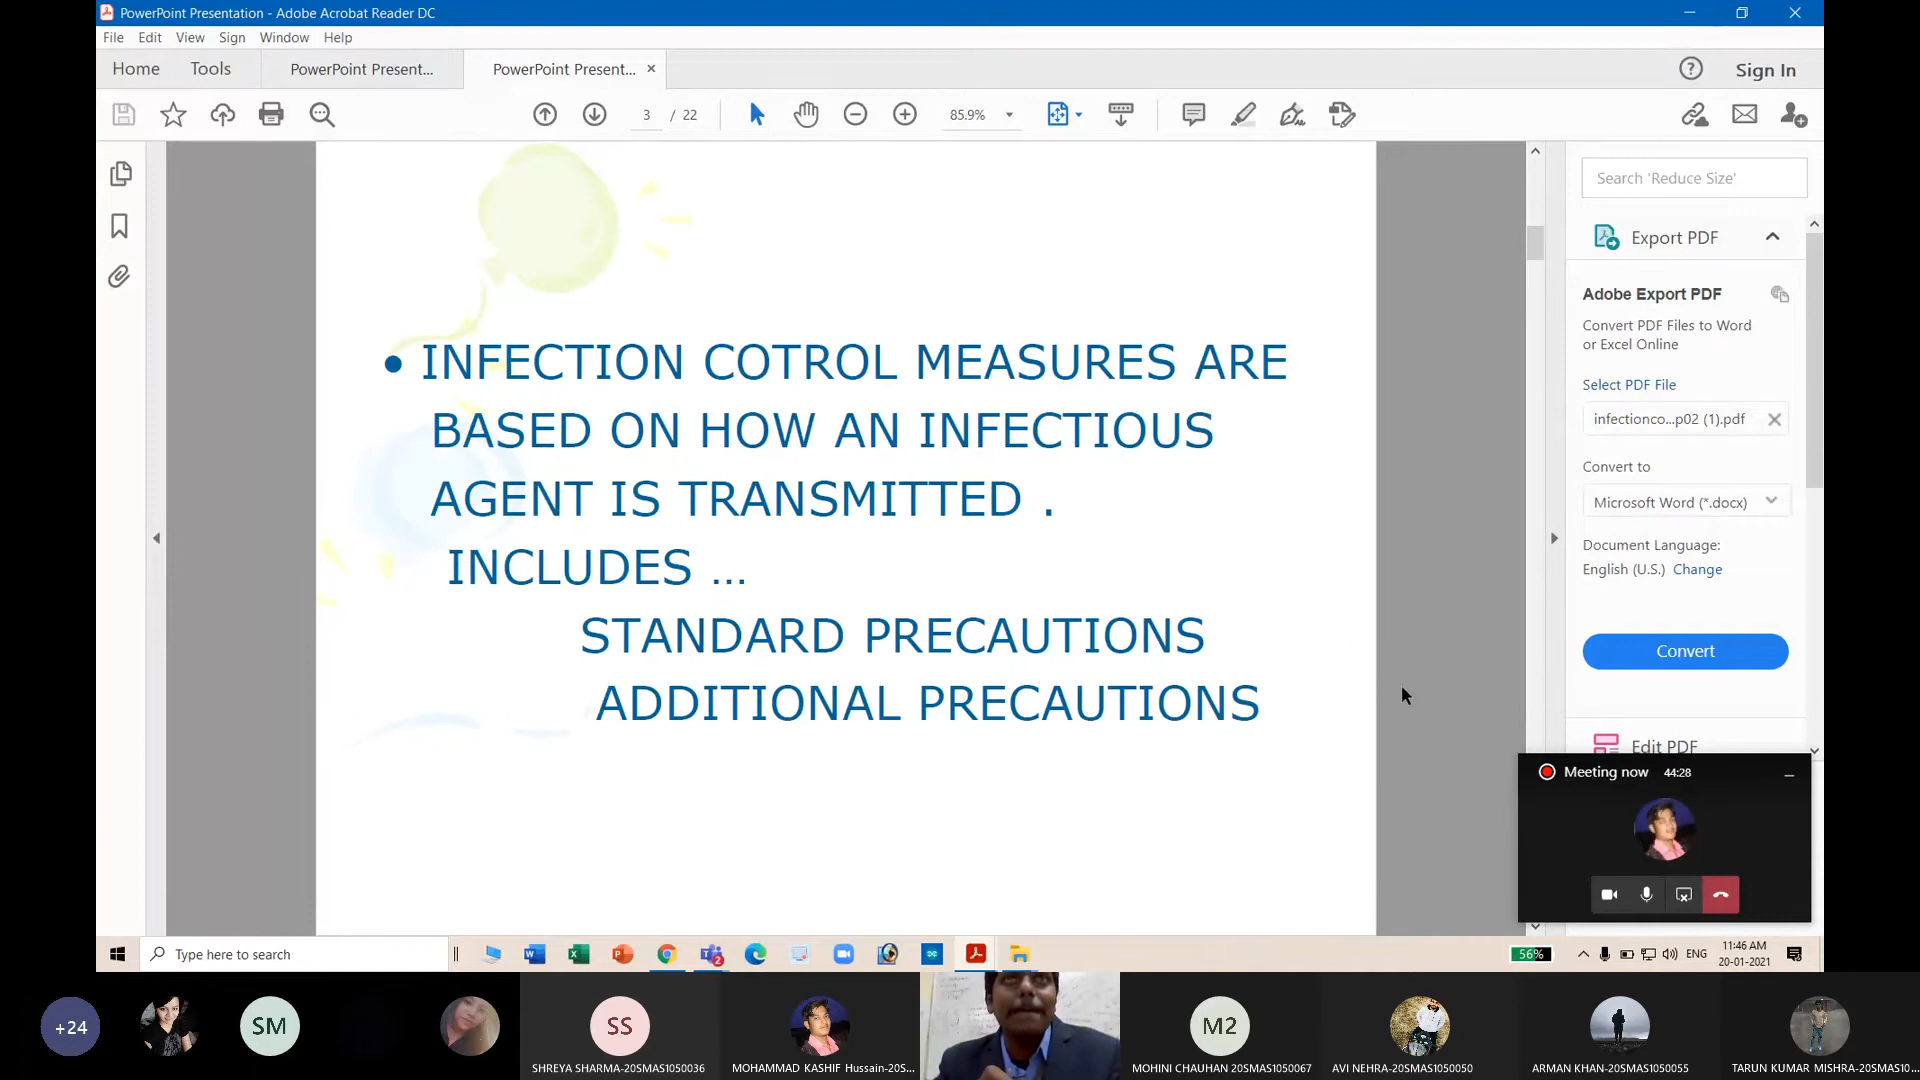 PowerPoint Presentation - Adobe Acrobat Reader DC
File Edit View Sign Window Help
Home Tools PowerPoint Present... PowerPoint Present... ×
Sign In
3 / 22 85.9%
Search 'Reduce Size'
Export PDF
Adobe Export PDF
Convert PDF Files to Word
or Excel Online
Select PDF File
infectionco...p02 (1).pdf
Convert to
Microsoft Word (*.docx)
Document Language:
English (U.S.) Change
Convert
Edit PDF
• INFECTION COTROL MEASURES ARE
BASED ON HOW AN INFECTIOUS
AGENT IS TRANSMITTED .
INCLUDES ...
STANDARD PRECAUTIONS
ADDITIONAL PRECAUTIONS
Meeting now 44:28
Type here to search
2
56%
ENG
11:46 AM
20-01-2021
+24
SM
SS
M2
SHREYA SHARMA-20SMAS1050036
MOHAMMAD KASHIF Hussain-20S...
MOHINI CHAUHAN 20SMAS1050067
AVI NEHRA-20SMAS1050050
ARMAN KHAN-20SMAS1050055
TARUN KUMAR MISHRA-20SMAS10...